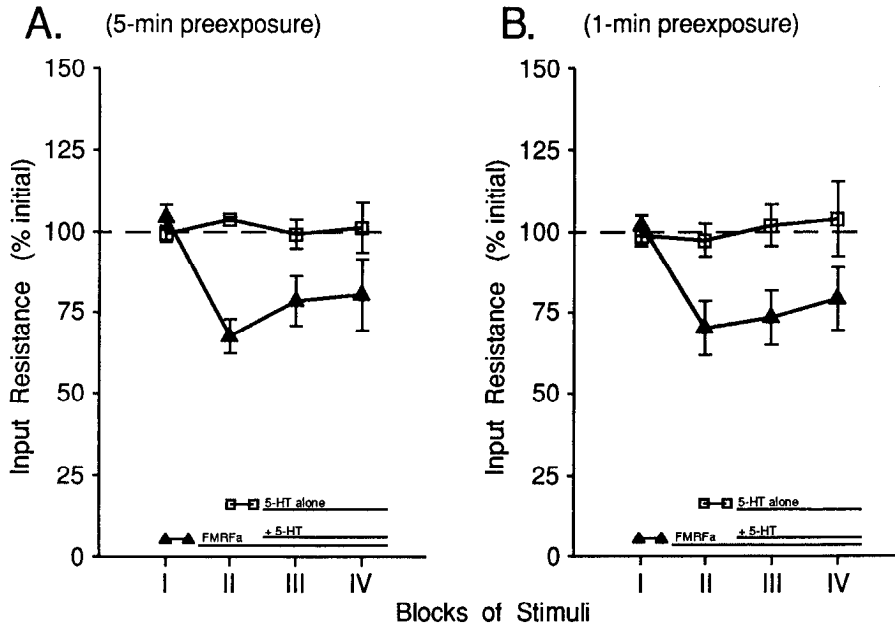 A. (5-min preexposure)
150
125
100
75
50
25
0
Input Resistance (% initial)
5-HT alone
+ 5-HT
FMRFa
I II III IV
B. (1-min preexposure)
150
125
100
75
50
25
0
Input Resistance (% initial)
5-HT alone
+ 5-HT
FMRFa
I II III IV
Blocks of Stimuli